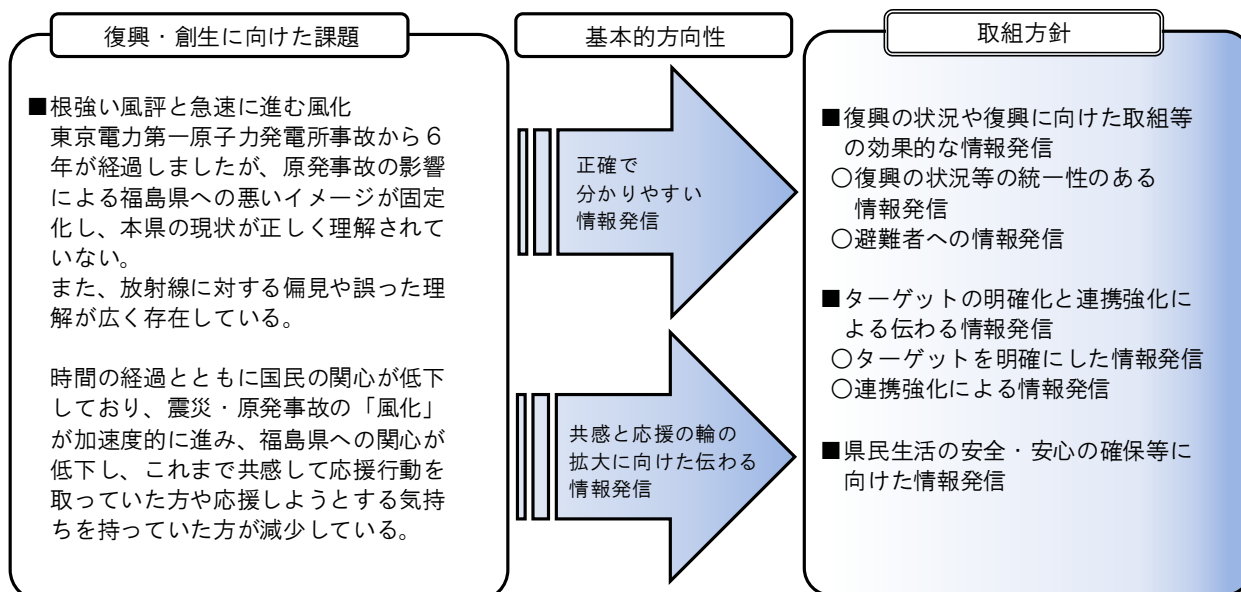 復興・創生に向けた課題
■根強い風評と急速に進む風化
東京電力第一原子力発電所事故から６
年が経過しましたが、原発事故の影響
による福島県への悪いイメージが固定
化し、本県の現状が正しく理解されて
いない。
また、放射線に対する偏見や誤った理
解が広く存在している。
時間の経過とともに国民の関心が低下
しており、震災・原発事故の「風化」
が加速度的に進み、福島県への関心が
低下し、これまで共感して応援行動を
取っていた方や応援しようとする気持
ちを持っていた方が減少している。
基本的方向性
正確で
分かりやすい
情報発信
共感と応援の輪の
拡大に向けた伝わる
情報発信
取組方針
■復興の状況や復興に向けた取組等
の効果的な情報発信
○復興の状況等の統一性のある
情報発信
○避難者への情報発信
■ターゲットの明確化と連携強化に
よる伝わる情報発信
○ターゲットを明確にした情報発信
○連携強化による情報発信
■県民生活の安全・安心の確保等に
向けた情報発信